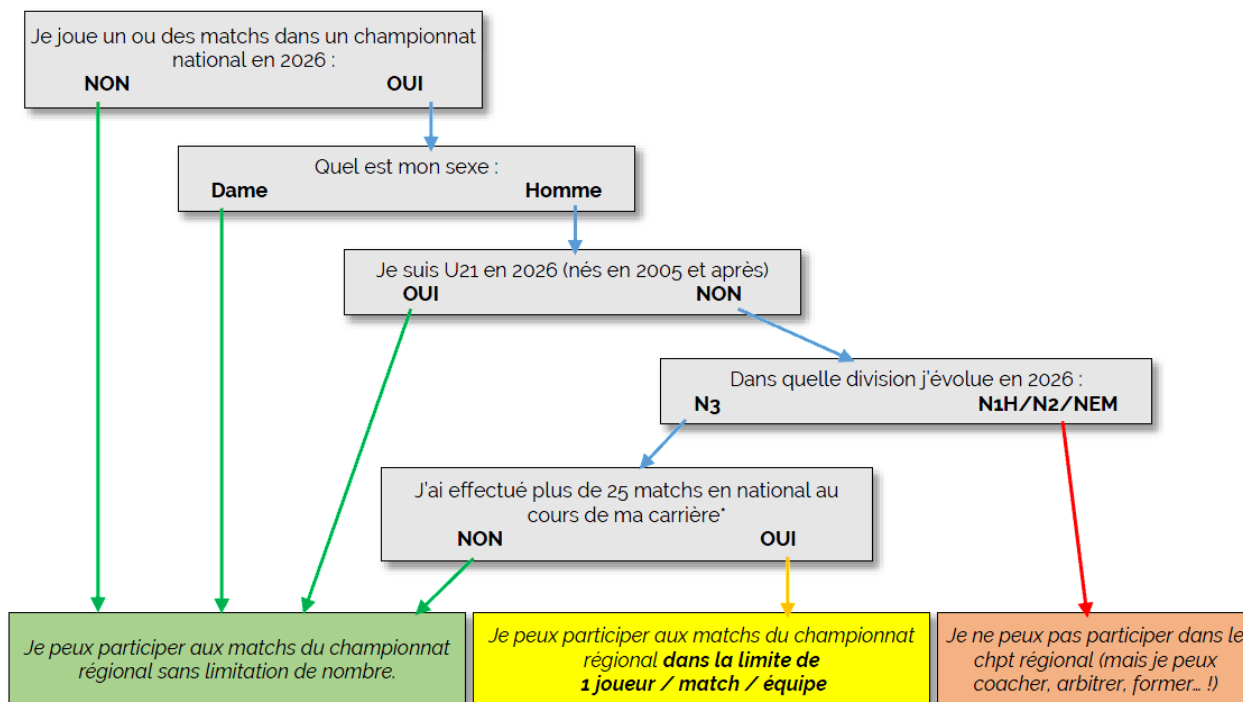 Je joue un ou des matchs dans un championnat
national en 2026 :
NON OUI
Quel est mon sexe :
Dame Homme
Je suis U21 en 2026 (nés en 2005 et après)
OUI NON
Dans quelle division j'évolue en 2026 :
N3 N1H/N2/NEM
J'ai effectué plus de 25 matchs en national au
cours de ma carrière*
NON OUI
Je peux participer aux matchs du championnat
régional sans limitation de nombre.
Je peux participer aux matchs du championnat
régional dans la limite de
1 joueur / match / équipe
Je ne peux pas participer dans le
chpt régional (mais je peux
coacher, arbitrer, former… !)